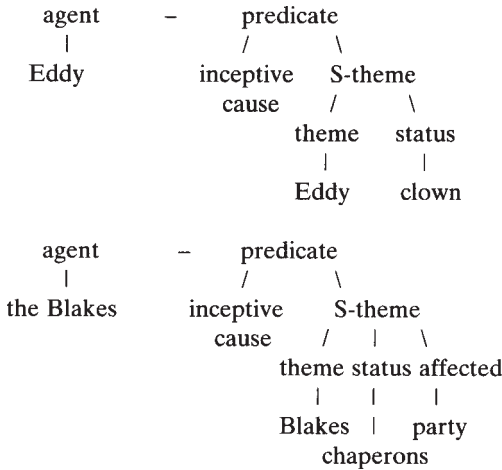 agent – predicate
| / \
Eddy inceptive S-theme
cause / \
theme status
| |
Eddy clown
agent – predicate
| / \
the Blakes inceptive S-theme
cause / | \
theme status affected
| | |
Blakes | party
chaperons